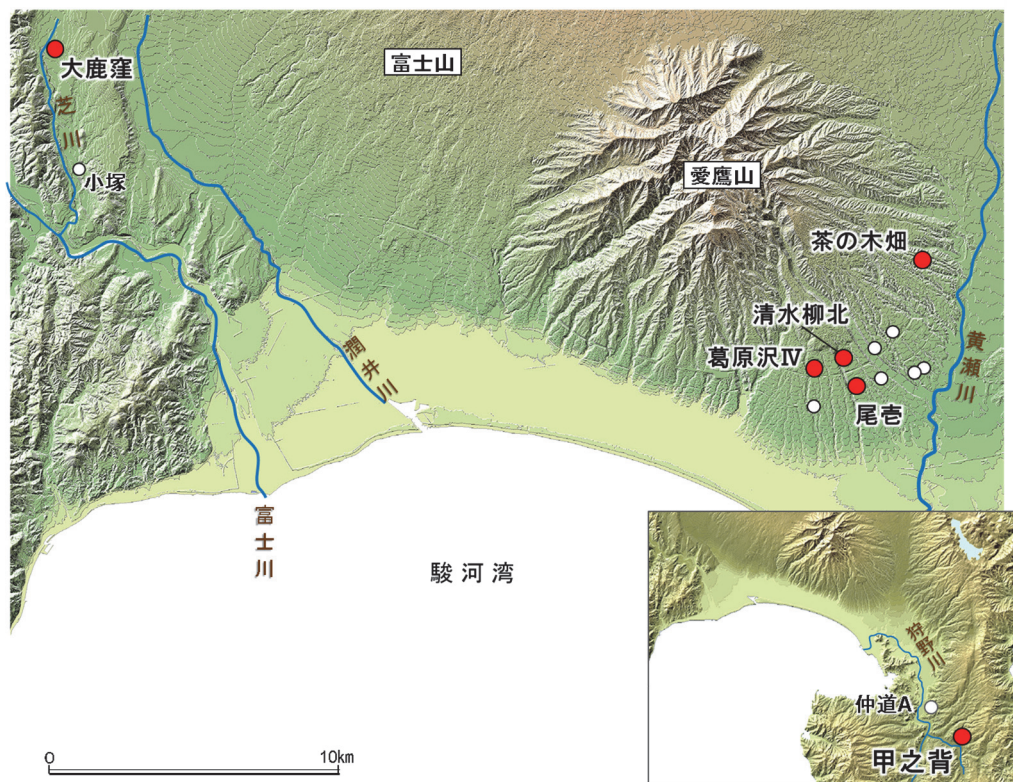 大鹿窪
芝川
小塚
富士山
愛鷹山
茶の木畑
清水柳北
葛原沢Ⅳ
尾壱
黄瀬川
潤井川
富士川
駿河湾
狩野川
仲道A
甲之背
0 10km